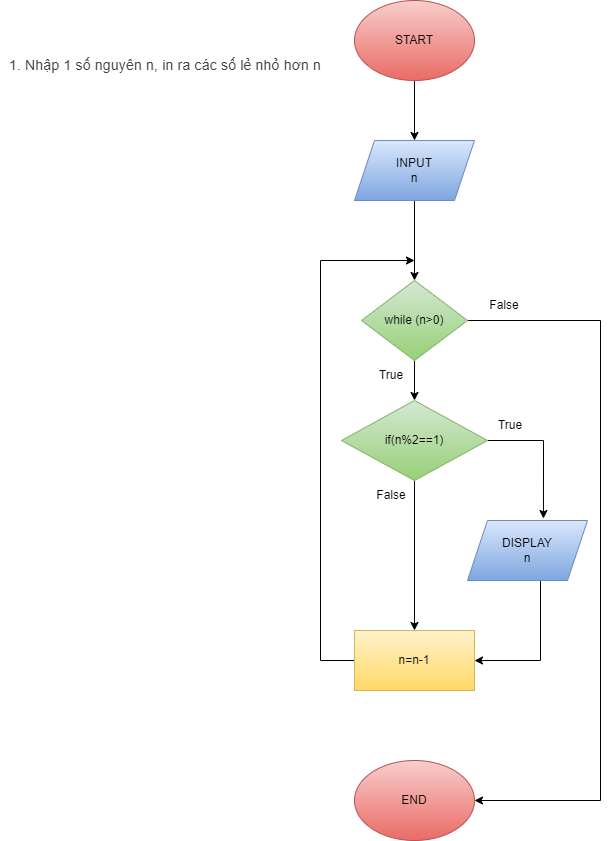 START
1. Nhập 1 số nguyên n, in ra các số lẻ nhỏ hơn n
INPUT
n
False
while (n>0)
True
True
if(n%2==1)
False
DISPLAY
n
n=n-1
END